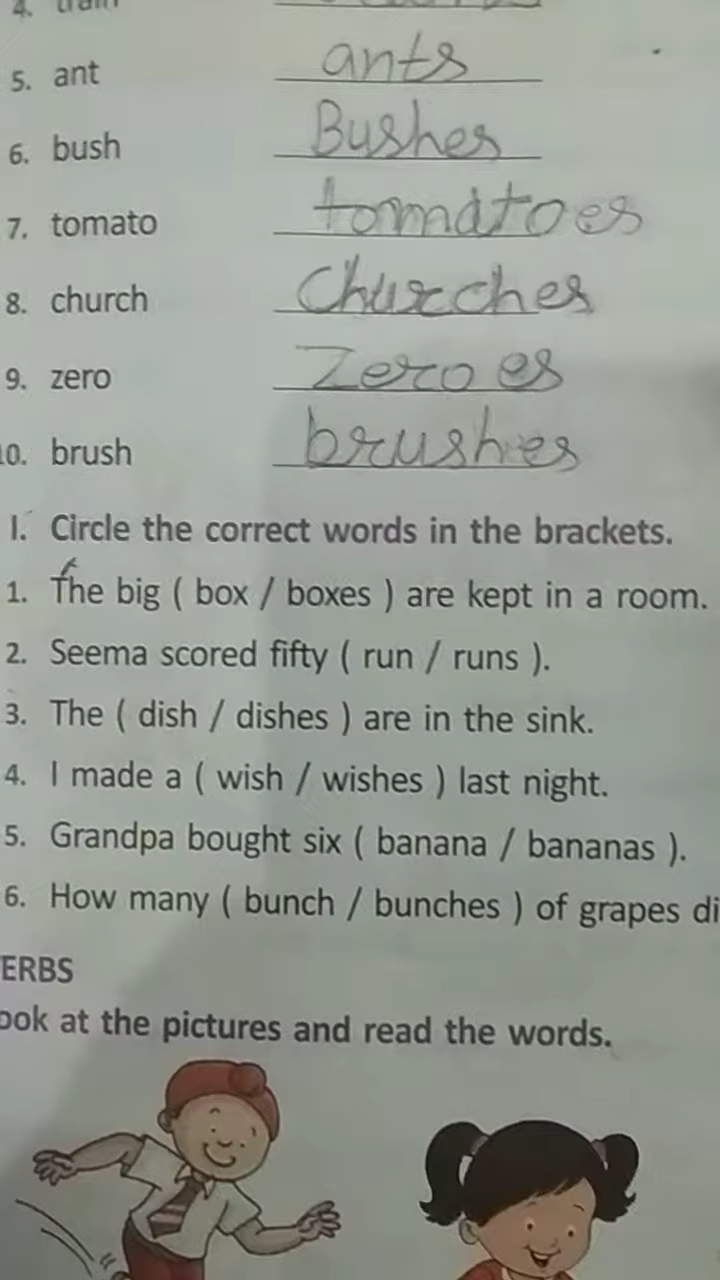 4. train
5. ant ants
6. bush Bushes
7. tomato tomatoes
8. church Churches
9. zero Zeroes
10. brush brushes
I. Circle the correct words in the brackets.
1. The big ( box / boxes ) are kept in a room.
2. Seema scored fifty ( run / runs ).
3. The ( dish / dishes ) are in the sink.
4. I made a ( wish / wishes ) last night.
5. Grandpa bought six ( banana / bananas ).
6. How many ( bunch / bunches ) of grapes di
ERBS
ook at the pictures and read the words.